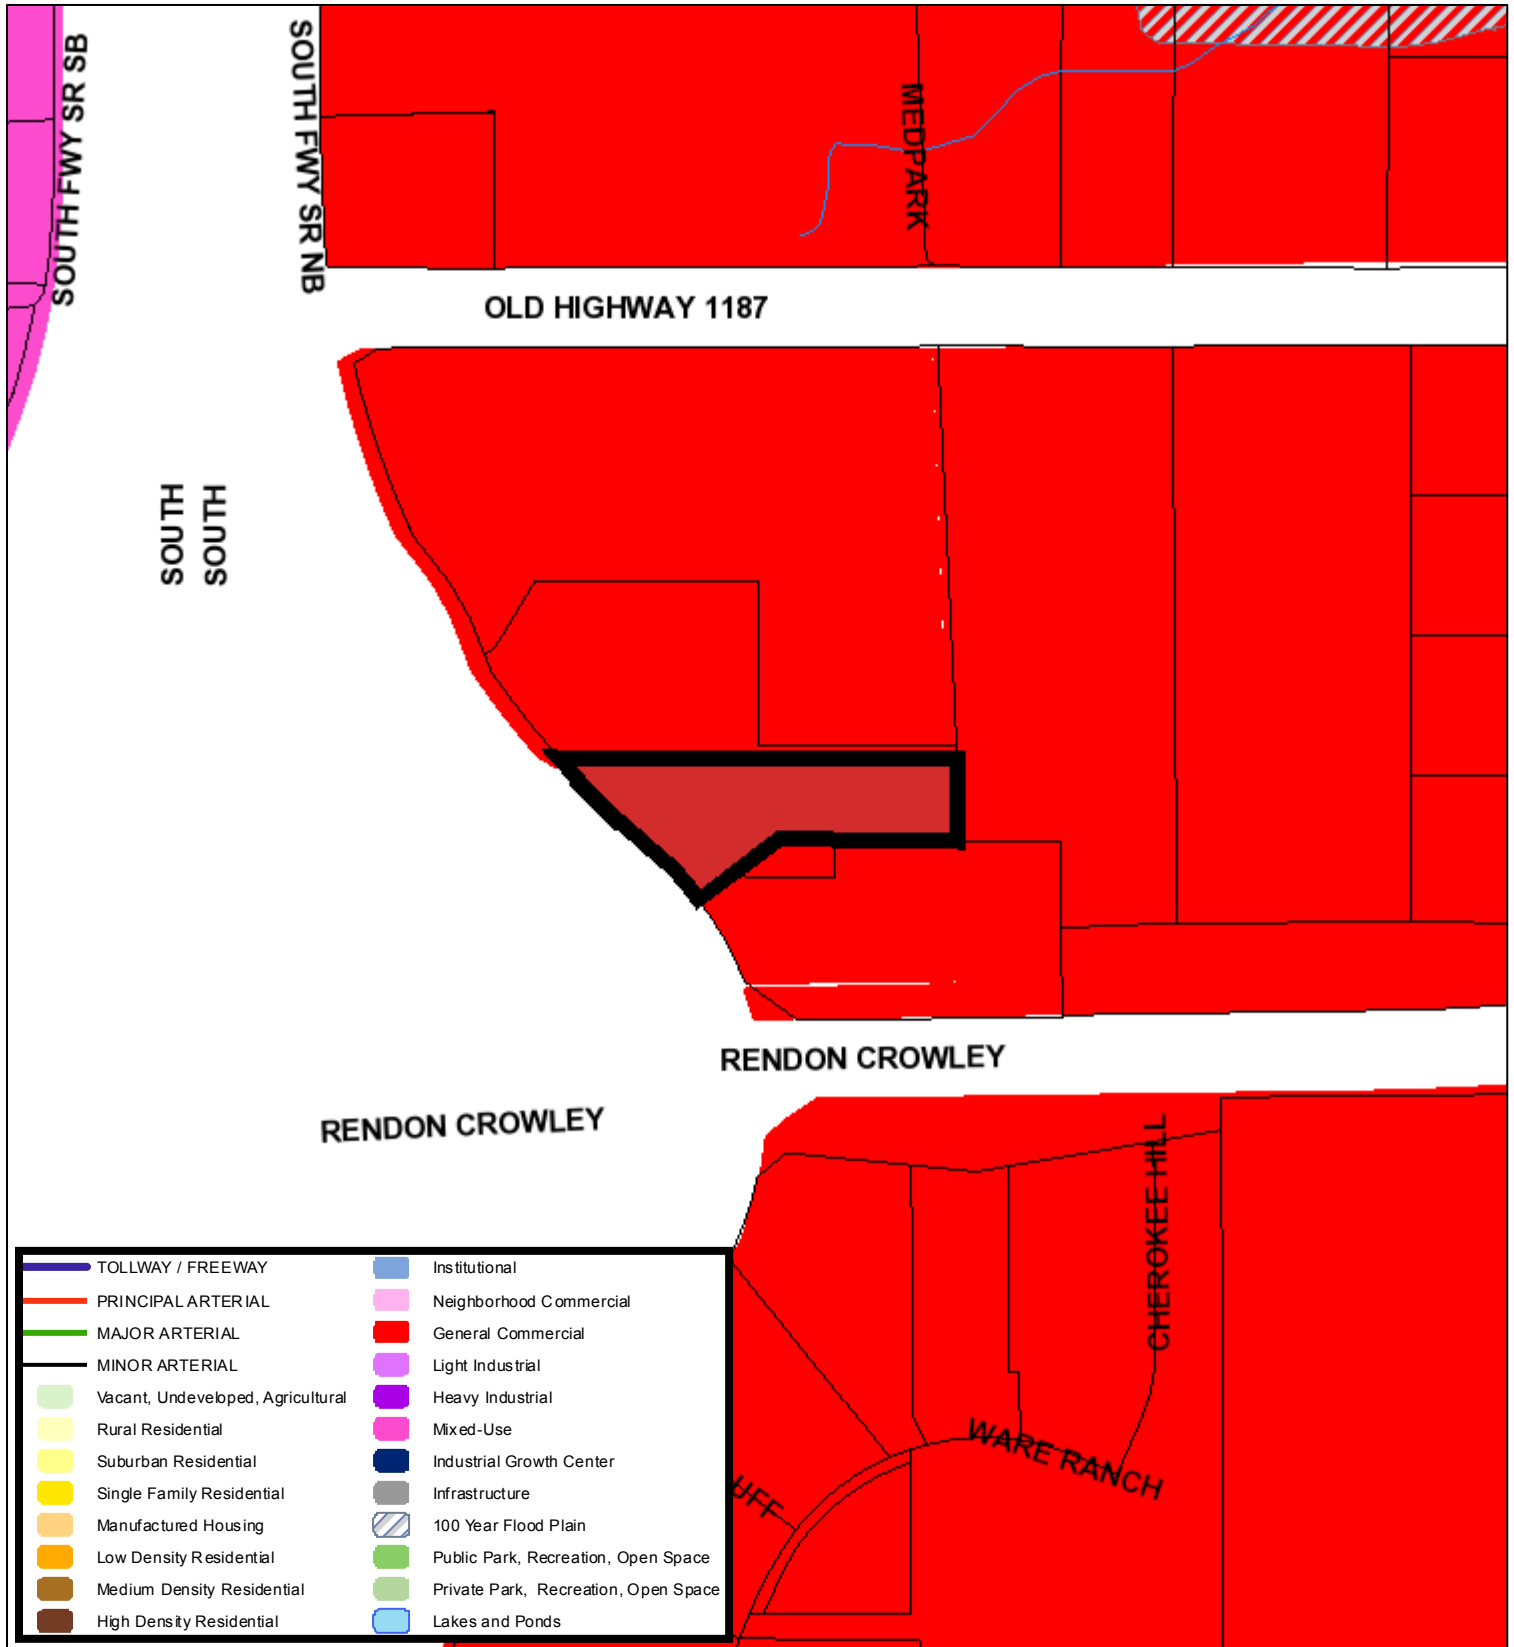 SOUTH FWY SR SB
SOUTH FWY SR NB
MEDPARK
OLD HIGHWAY 1187
SOUTH
SOUTH
RENDON CROWLEY
RENDON CROWLEY
CHEROKEE HILL
WARE RANCH
UFF
TOLLWAY / FREEWAY
PRINCIPAL ARTERIAL
MAJOR ARTERIAL
MINOR ARTERIAL
Vacant, Undeveloped, Agricultural
Rural Residential
Suburban Residential
Single Family Residential
Manufactured Housing
Low Density Residential
Medium Density Residential
High Density Residential
Institutional
Neighborhood Commercial
General Commercial
Light Industrial
Heavy Industrial
Mixed-Use
Industrial Growth Center
Infrastructure
100 Year Flood Plain
Public Park, Recreation, Open Space
Private Park, Recreation, Open Space
Lakes and Ponds